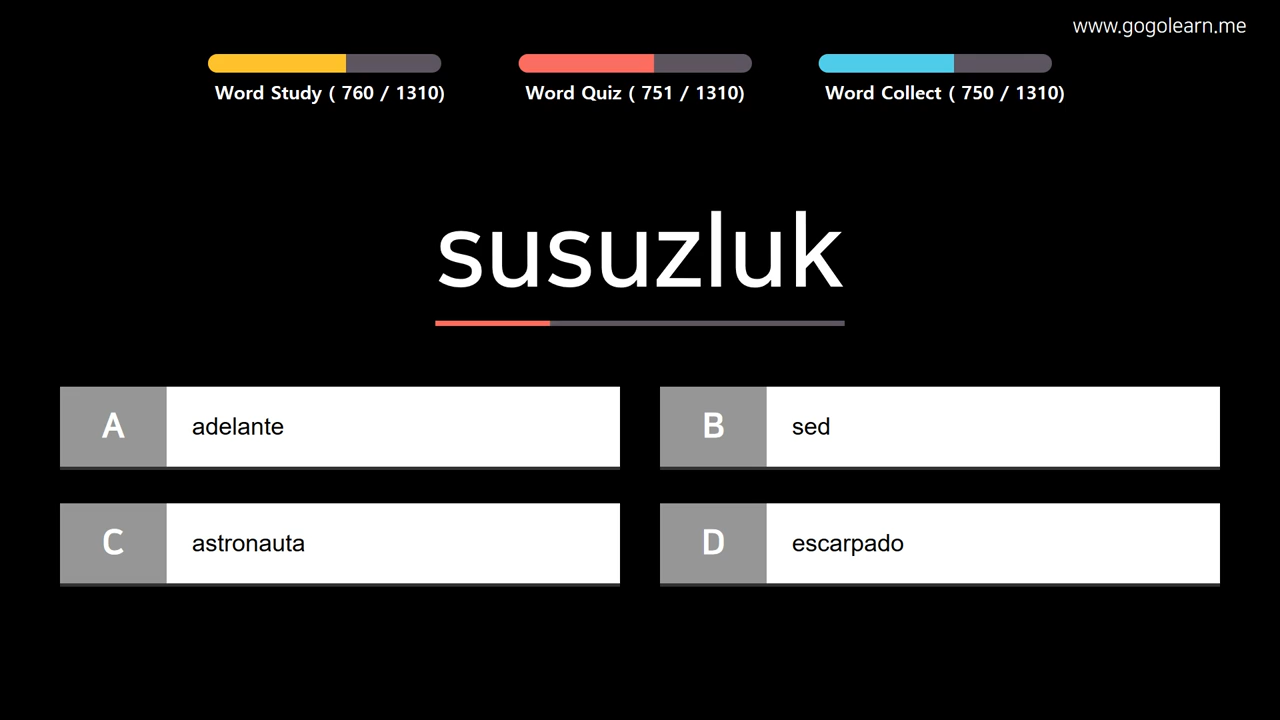 www.gogolearn.me
Word Study ( 760 / 1310)
Word Quiz ( 751 / 1310)
Word Collect ( 750 / 1310)
susuzluk
A adelante
B sed
C astronauta
D escarpado